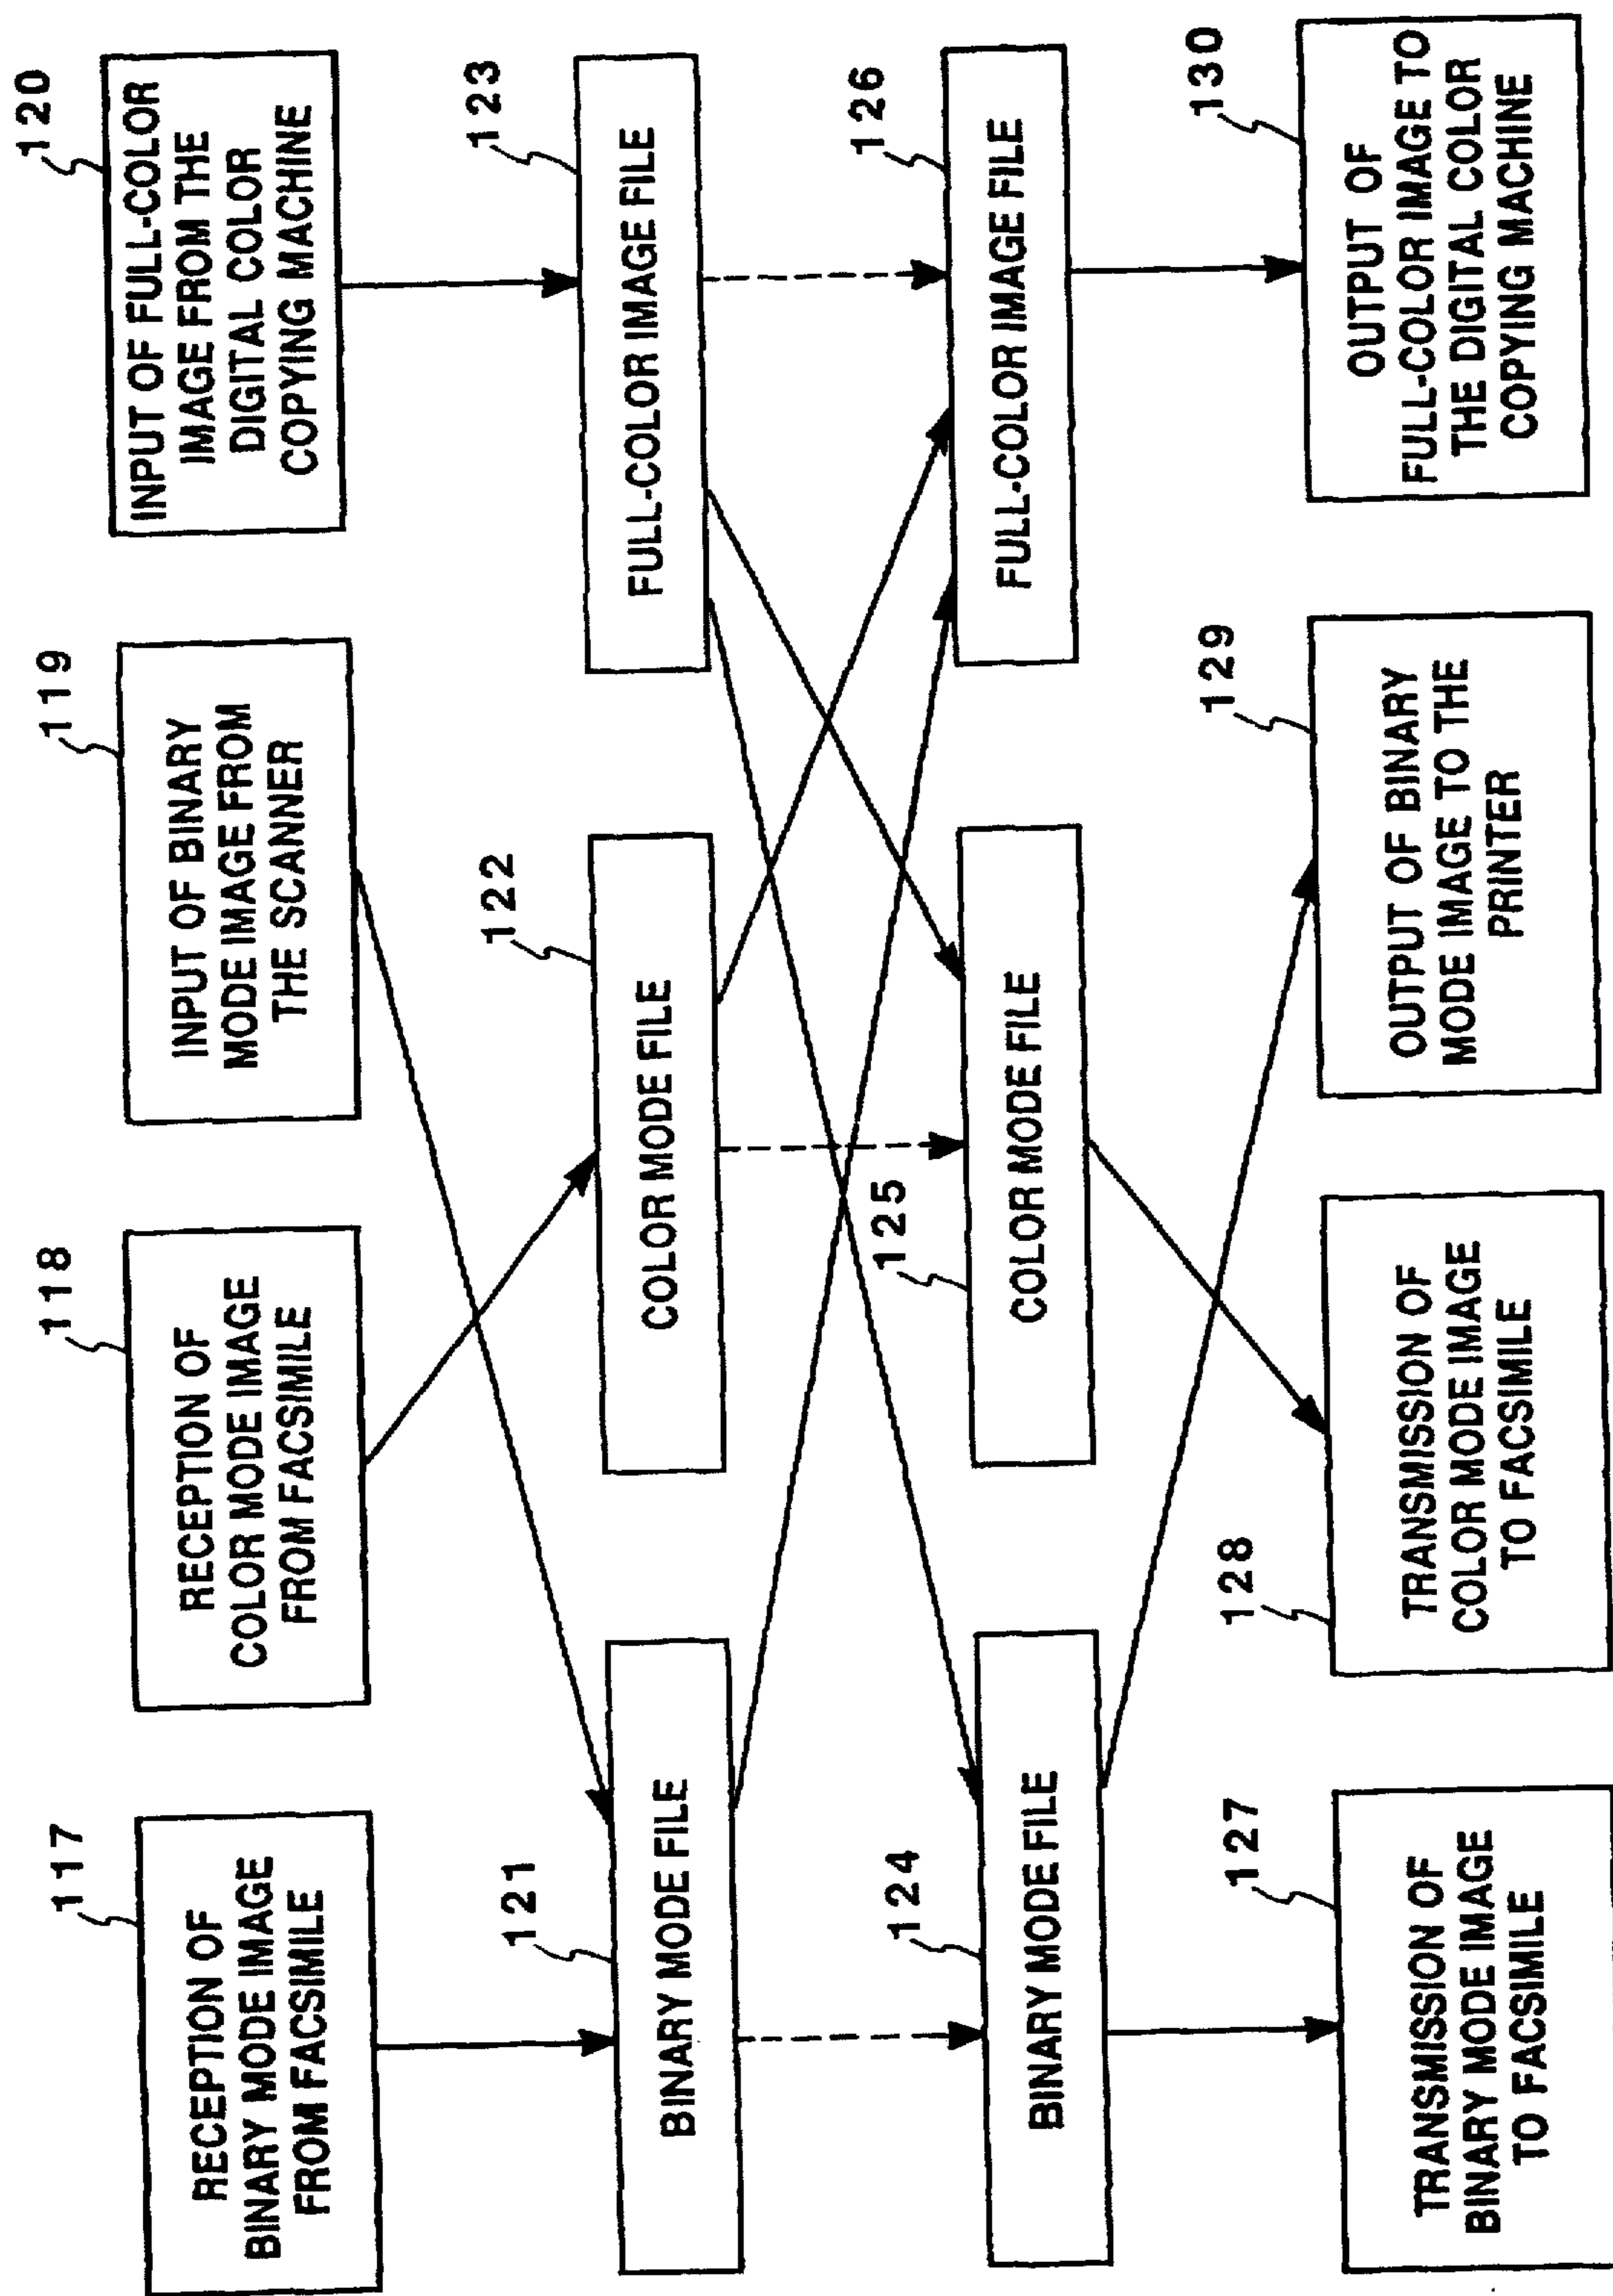 117
RECEPTION OF
BINARY MODE IMAGE
FROM FACSIMILE
118
RECEPTION OF
COLOR MODE IMAGE
FROM FACSIMILE
119
INPUT OF BINARY
MODE IMAGE FROM
THE SCANNER
120
INPUT OF FULL-COLOR
IMAGE FROM THE
DIGITAL COLOR
COPYING MACHINE
121
BINARY MODE FILE
122
COLOR MODE FILE
123
FULL-COLOR IMAGE FILE
124
BINARY MODE FILE
125
COLOR MODE FILE
126
FULL-COLOR IMAGE FILE
127
TRANSMISSION OF
BINARY MODE IMAGE
TO FACSIMILE
128
TRANSMISSION OF
COLOR MODE IMAGE
TO FACSIMILE
129
OUTPUT OF BINARY
MODE IMAGE TO THE
PRINTER
130
OUTPUT OF
FULL-COLOR IMAGE TO
THE DIGITAL COLOR
COPYING MACHINE